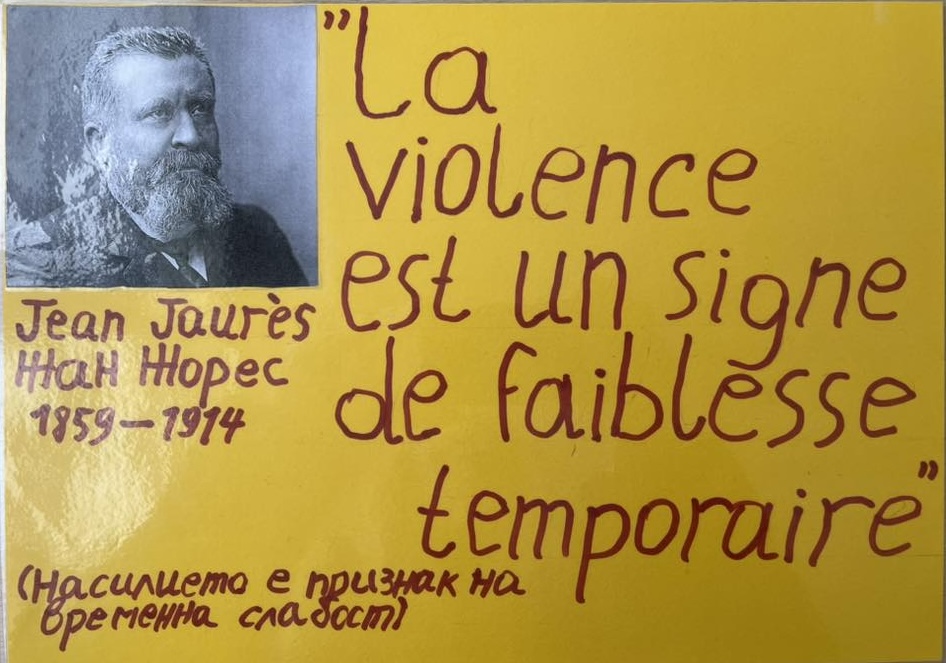 "La
violence
est un signe
de faiblesse
temporaire"
Jean Jaurès
Жан Жорес
1859-1914
(Насилието е признак на
временна слабост)